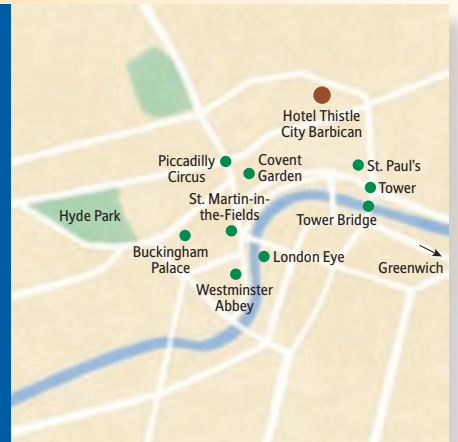 Hotel Thistle
City Barbican
Piccadilly
Circus
Covent
Garden
St. Paul's
Tower
St. Martin-in-
the-Fields
Hyde Park
Tower Bridge
Buckingham
Palace
London Eye
Greenwich
Westminster
Abbey